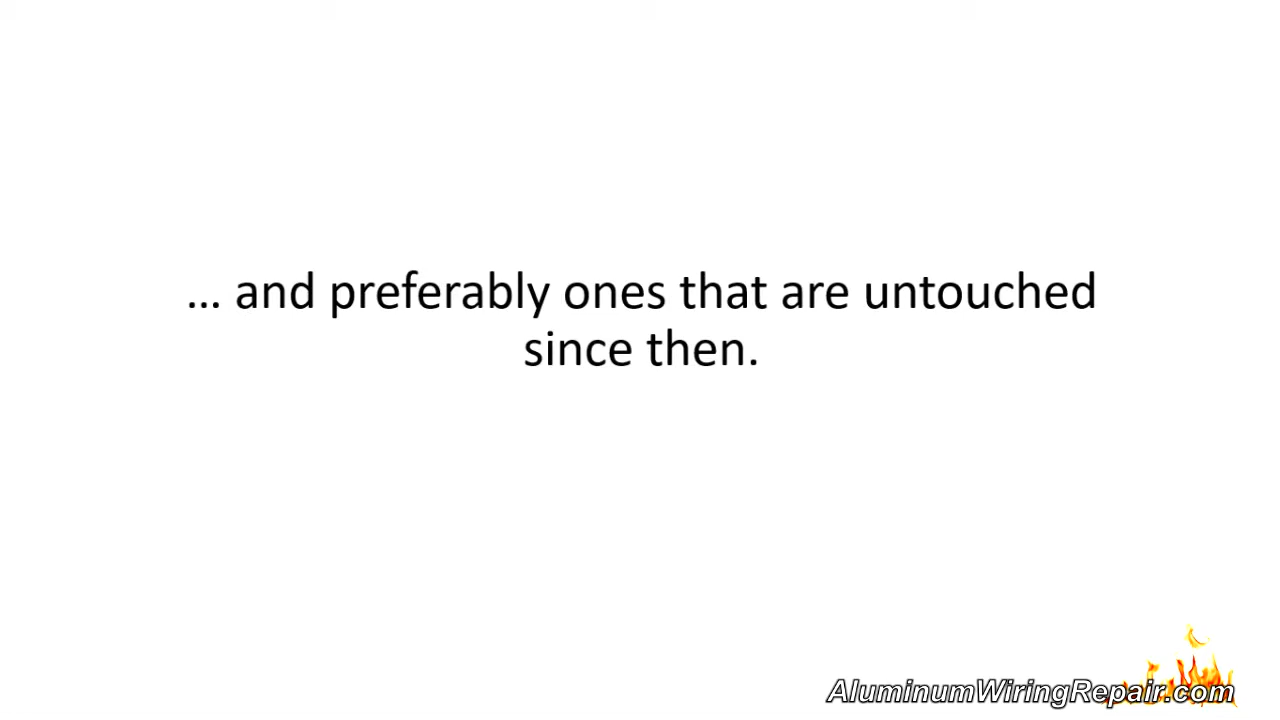 ... and preferably ones that are untouched
since then.
AluminumWiringRepair.com